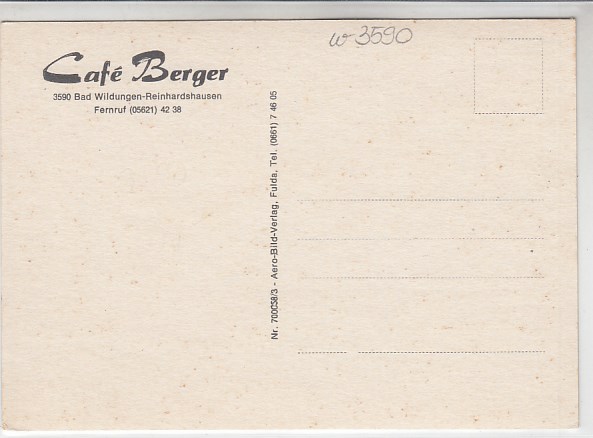 w 3590
Café Berger
3590 Bad Wildungen-Reinhardshausen
Fernruf (05621) 42 38
Nr. 700058/3 - Aero-Bild-Verlag, Fulda, Tel. (0661) 7 46 05